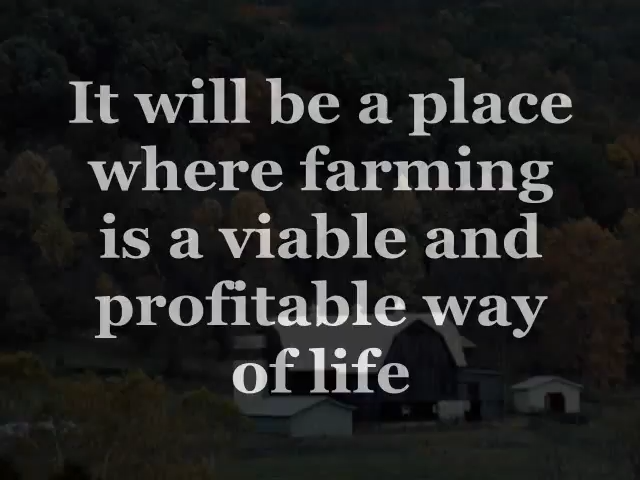 It will be a place
where farming
is a viable and
profitable way
of life